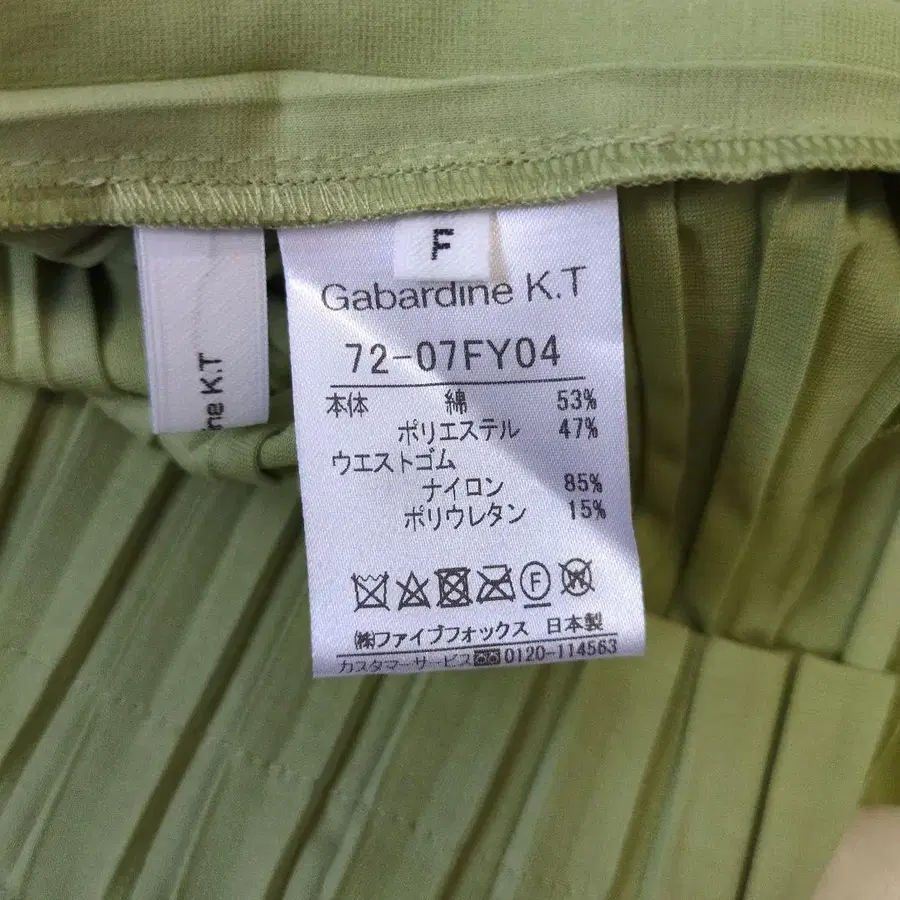 F
Gabardine K.T
72-07FY04
本体 綿 53%
ポリエステル 47%
ウエストゴム
ナイロン 85%
ポリウレタン 15%
F W
㈱ファイブフォックス 日本製
カスタマーサービス 0120-114563
ne K.T